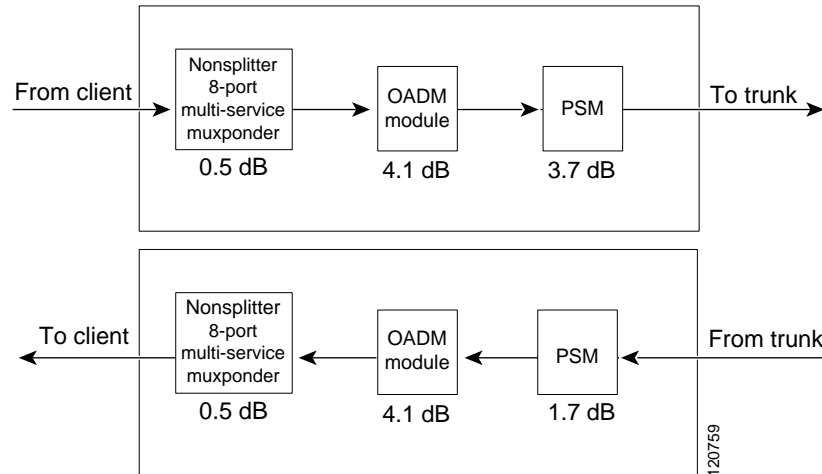 From client
Nonsplitter
8-port
multi-service
muxponder
0.5 dB
OADM
module
4.1 dB
PSM
3.7 dB
To trunk
To client
Nonsplitter
8-port
multi-service
muxponder
0.5 dB
OADM
module
4.1 dB
PSM
1.7 dB
From trunk
120759